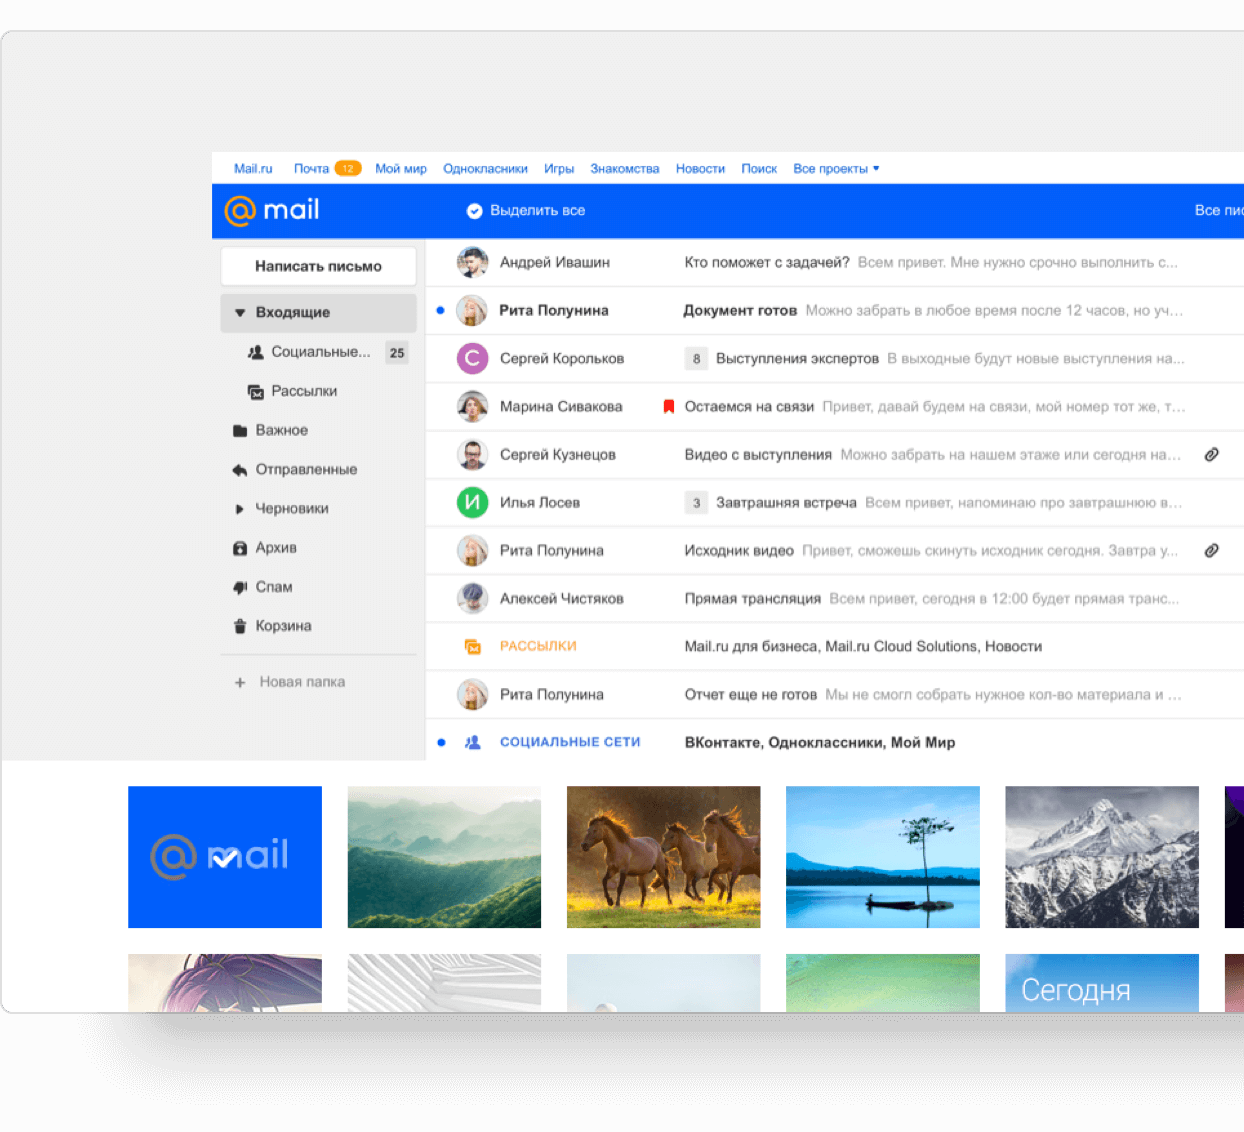 Mail.ru Почта 12 Мой мир Однокласники Игры Знакомства Новости Поиск Все проекты
@mail Выделить все Все пис
Написать письмо
Входящие
Социальные... 25
Рассылки
Важное
Отправленные
Черновики
Архив
Спам
Корзина
+ Новая папка
Андрей Ивашин Кто поможет с задачей? Всем привет. Мне нужно срочно выполнить с...
Рита Полунина Документ готов Можно забрать в любое время после 12 часов, но уч...
С Сергей Корольков 8 Выступления экспертов В выходные будут новые выступления на...
Марина Сивакова Остаемся на связи Привет, давай будем на связи, мой номер тот же, т...
Сергей Кузнецов Видео с выступления Можно забрать на нашем этаже или сегодня на...
И Илья Лосев 3 Завтрашняя встреча Всем привет, напоминаю про завтрашнюю в...
Рита Полунина Исходник видео Привет, сможешь скинуть исходник сегодня. Завтра у...
Алексей Чистяков Прямая трансляция Всем привет, сегодня в 12:00 будет прямая транс...
РАССЫЛКИ Mail.ru для бизнеса, Mail.ru Cloud Solutions, Новости
Рита Полунина Отчет еще не готов Мы не смогл собрать нужное кол-во материала и ...
СОЦИАЛЬНЫЕ СЕТИ ВКонтакте, Одноклассники, Мой Мир
@mail
Сегодня